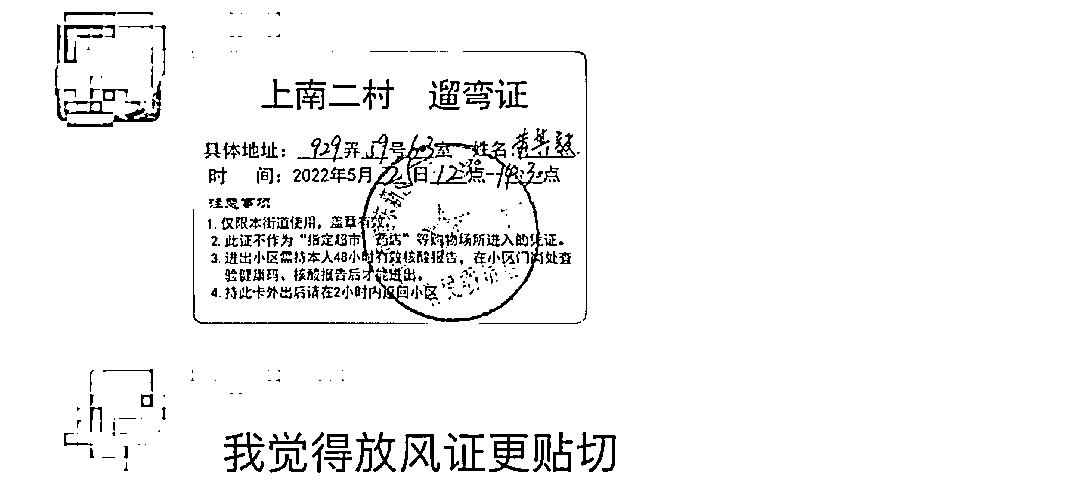 上南二村 遛弯证
具体地址：929弄59号603室 姓名：黄
时 间：2022年5月25日12:30点-14:30点
注意事项
1. 仅限本街道使用，盖章有效。
2. 此证不作为“指定超市、药店”等购物场所进入的凭证。
3. 进出小区需持本人48小时有效核酸报告，在小区门岗处查
验健康码、核酸报告后才能进出。
4. 持此卡外出后请在2小时内返回小区
我觉得放风证更贴切